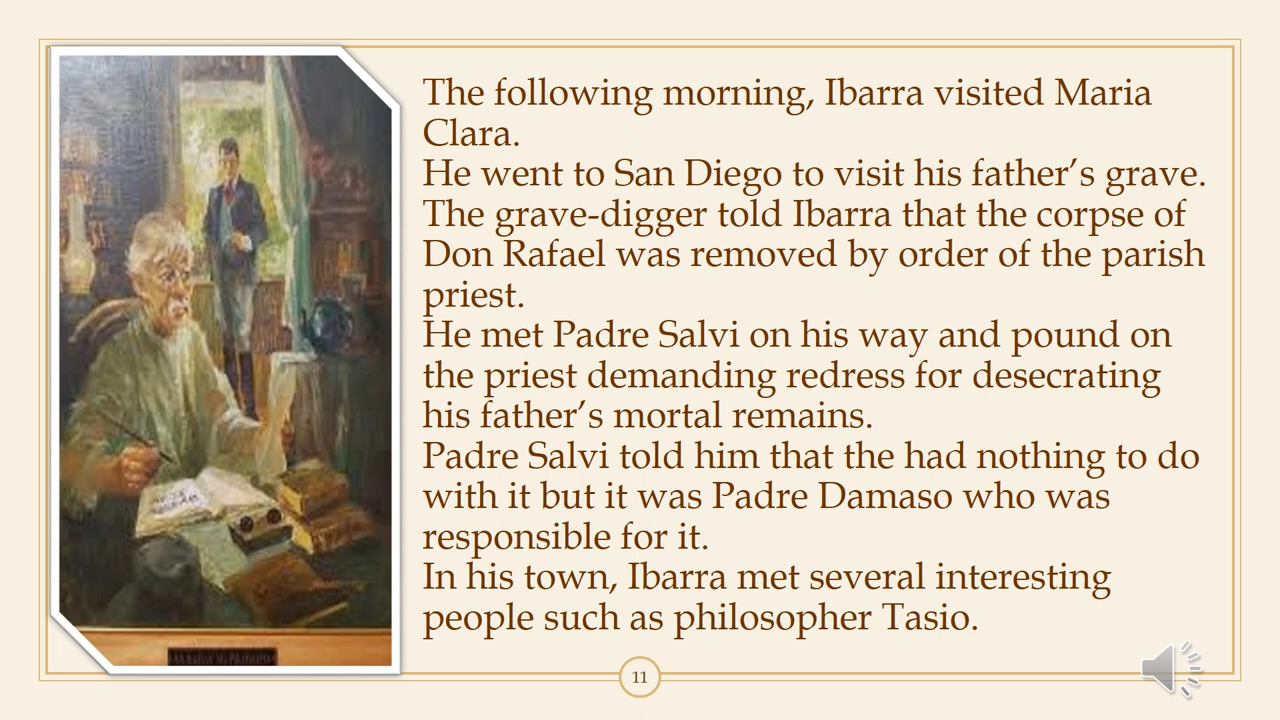 The following morning, Ibarra visited Maria
Clara.
He went to San Diego to visit his father’s grave.
The grave-digger told Ibarra that the corpse of
Don Rafael was removed by order of the parish
priest.
He met Padre Salvi on his way and pound on
the priest demanding redress for desecrating
his father’s mortal remains.
Padre Salvi told him that the had nothing to do
with it but it was Padre Damaso who was
responsible for it.
In his town, Ibarra met several interesting
people such as philosopher Tasio.
11